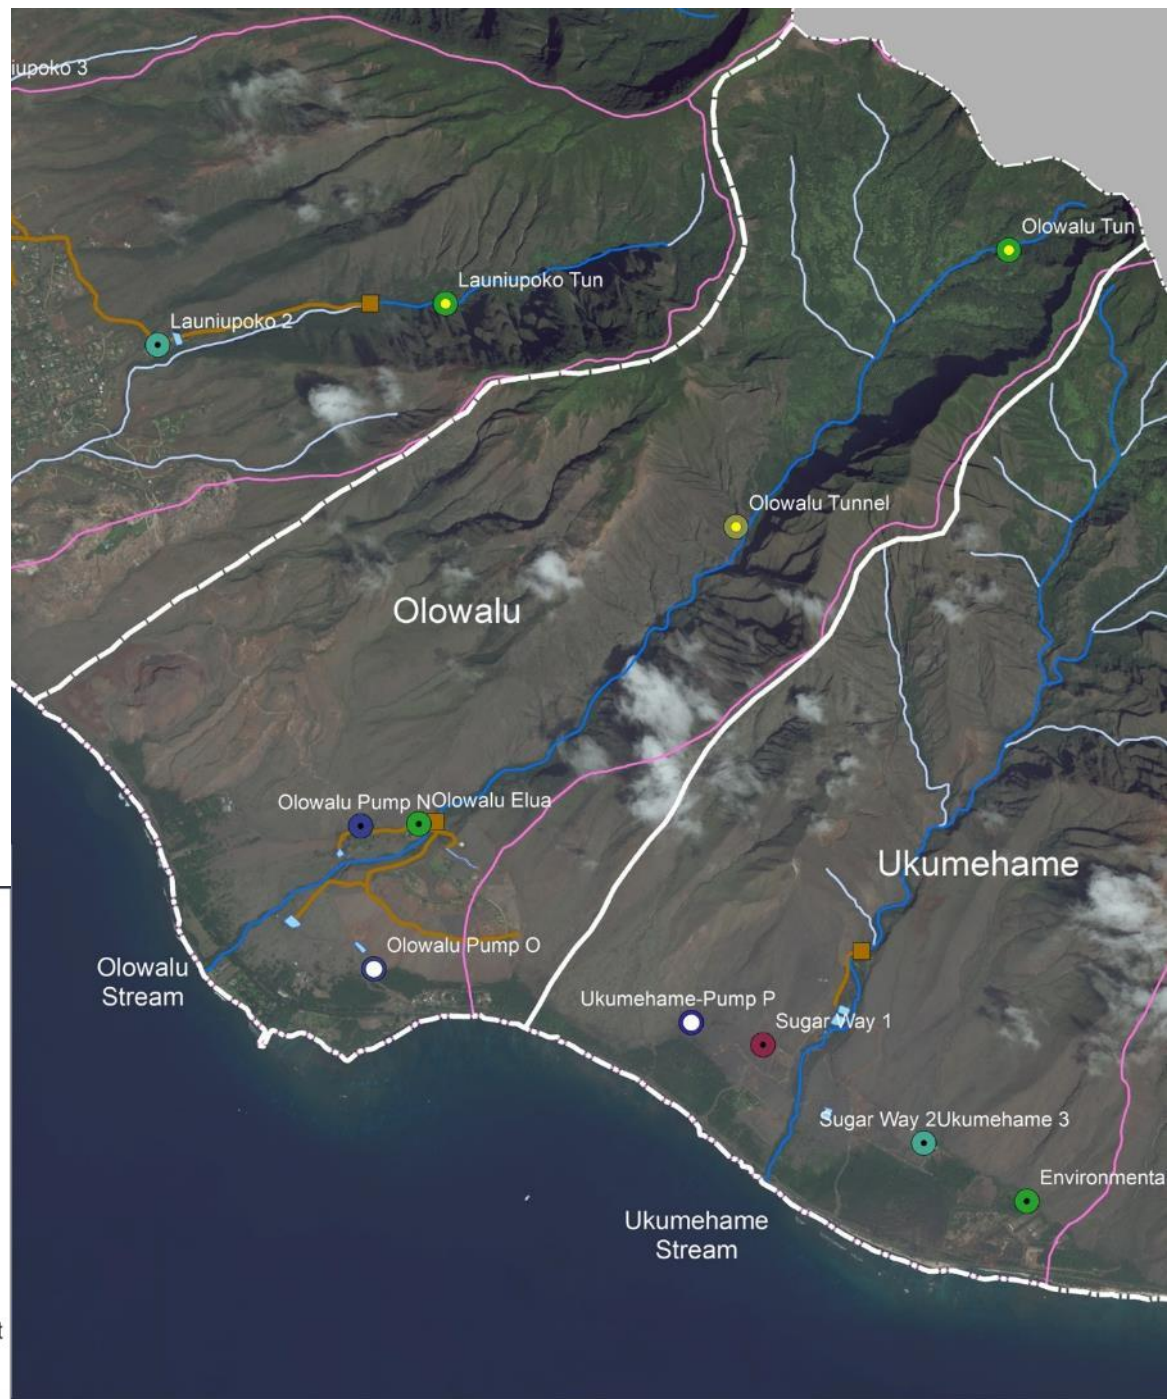 iupoko 3
Olowalu Tun
Launiupoko Tun
Launiupoko 2
Olowalu Tunnel
Olowalu
Olowalu Pump N
Olowalu Elua
Ukumehame
Olowalu Pump O
Olowalu
Stream
Ukumehame-Pump P
Sugar Way 1
Sugar Way 2
Ukumehame 3
Environmenta
Ukumehame
Stream
t